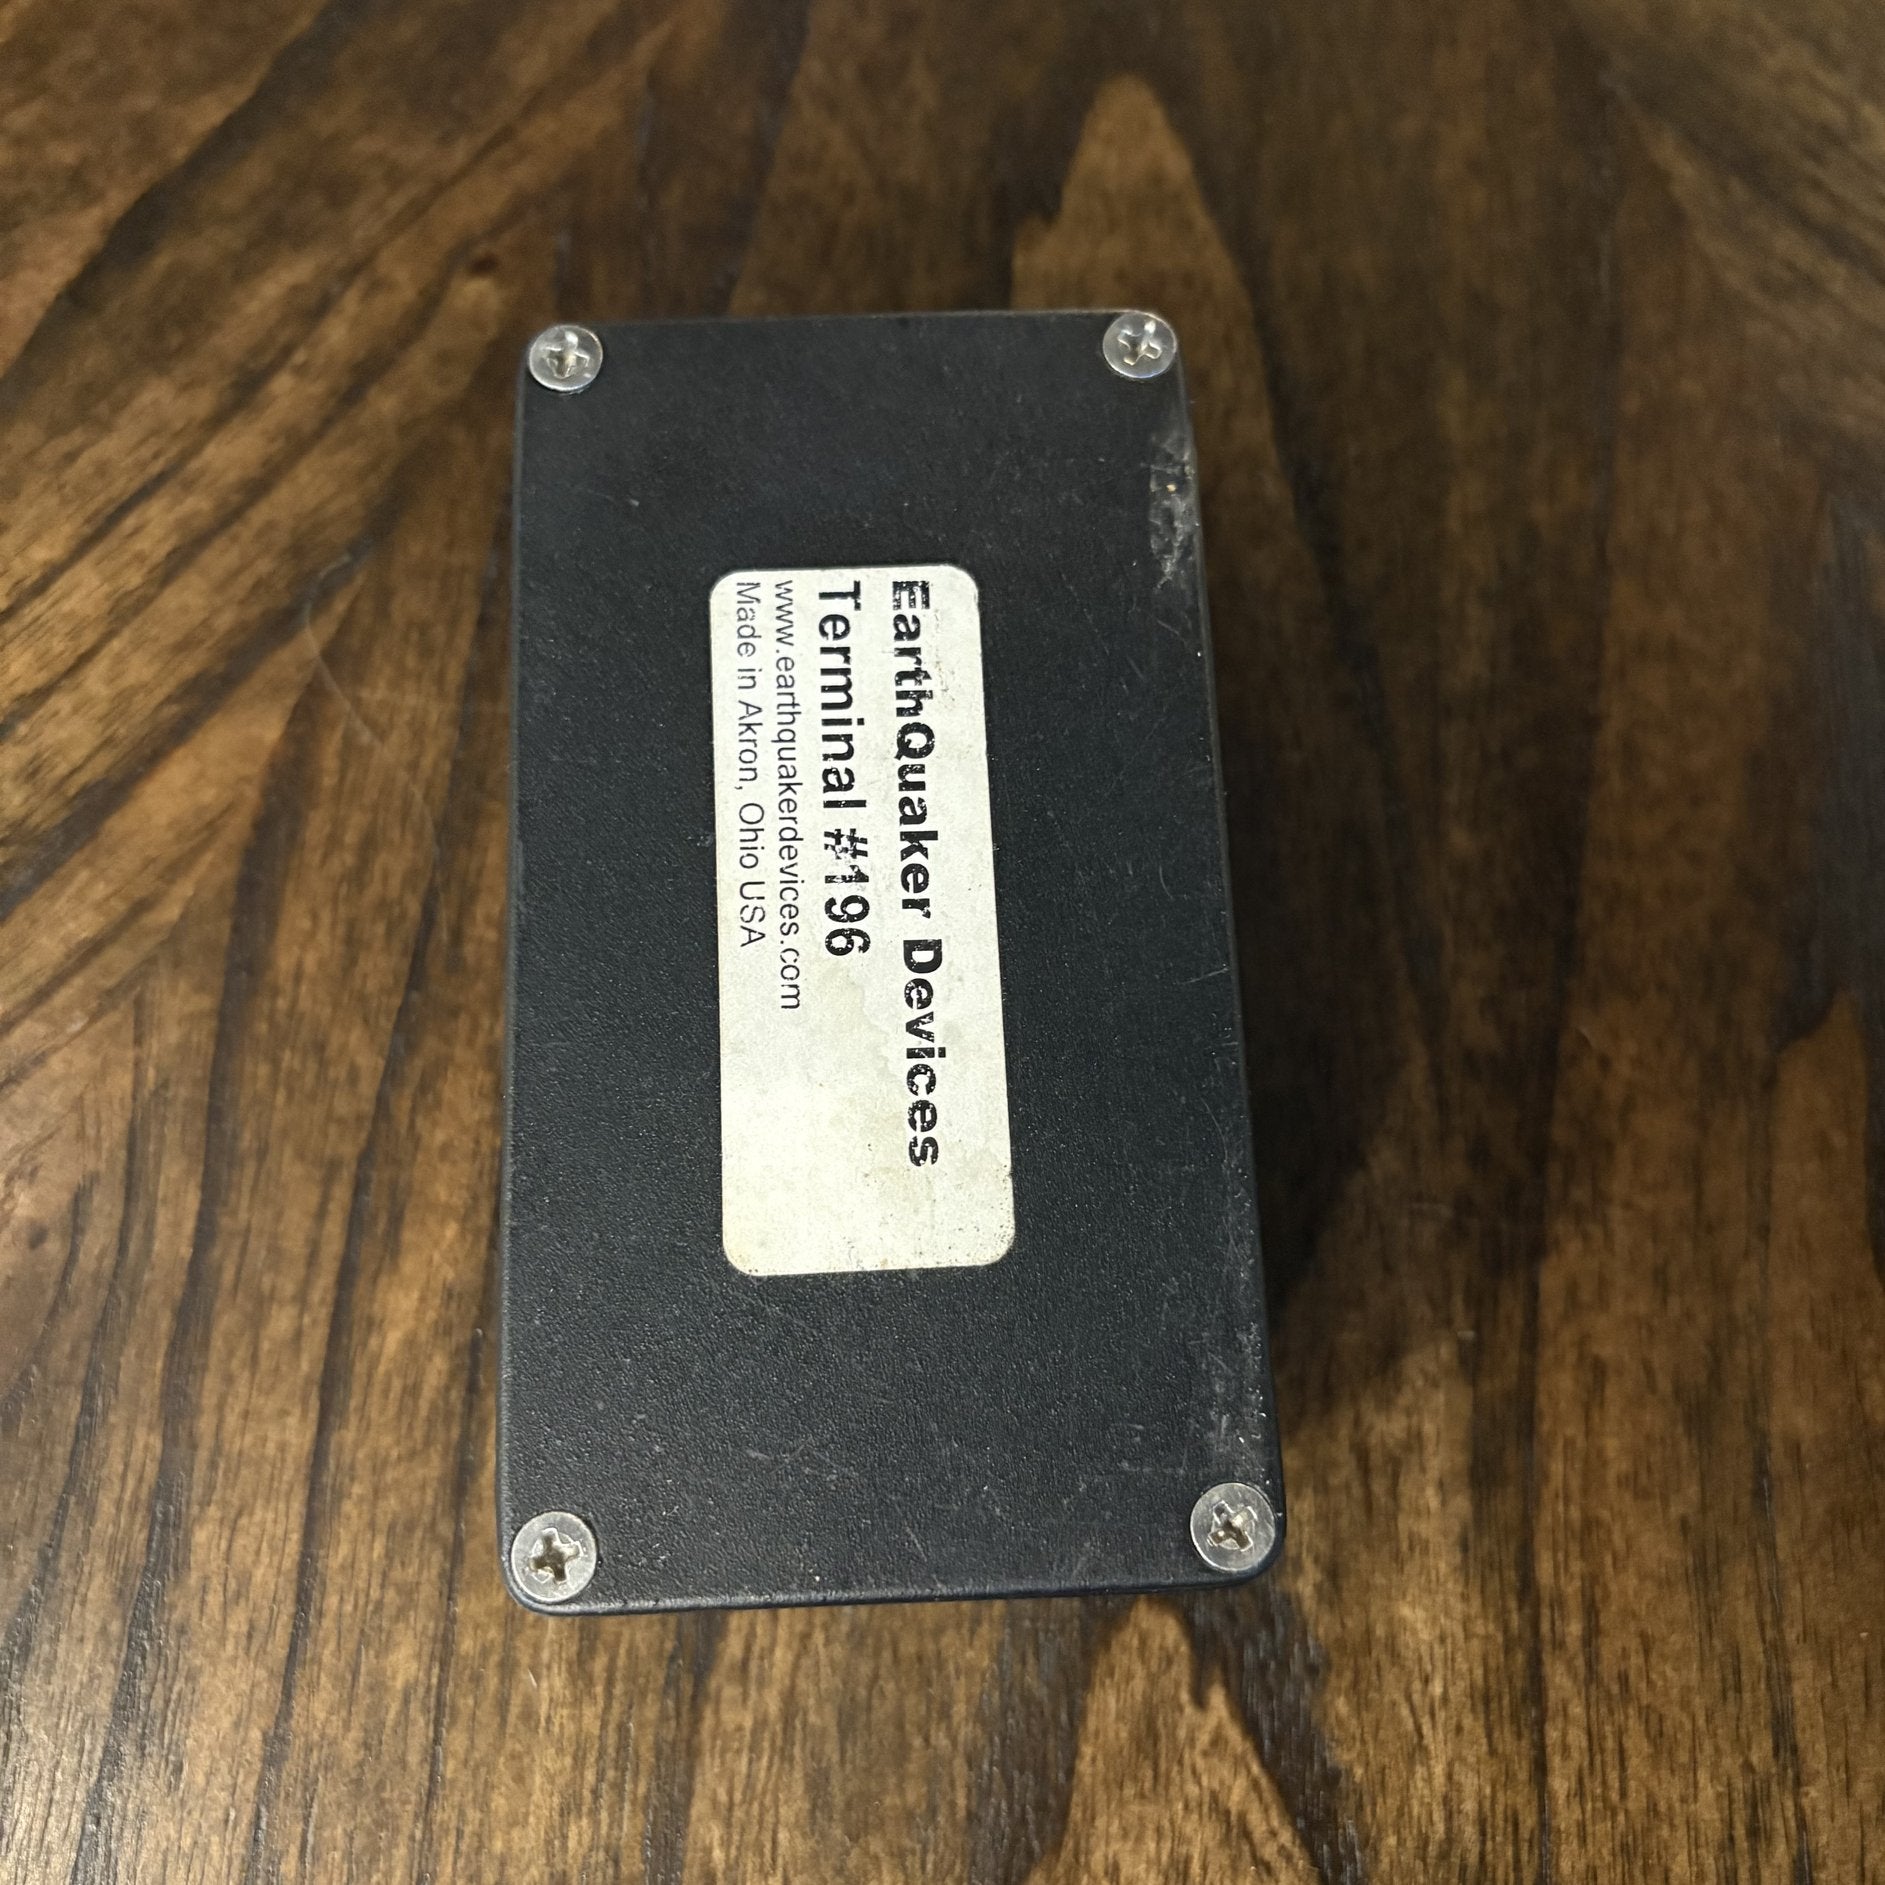 EarthQuaker Devices
Terminal #196
www.earthquakerdevices.com
Made in Akron, Ohio USA